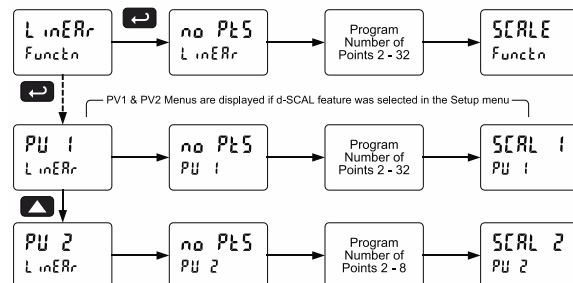 LinEAr
Functn
no PtS
LinEAr
Program
Number of
Points 2 - 32
SCALE
Functn
PV1 & PV2 Menus are displayed if d-SCAL feature was selected in the Setup menu
PV 1
LinEAr
no PtS
PV 1
Program
Number of
Points 2 - 32
SCAL 1
PV 1
PV 2
LinEAr
no PtS
PV 2
Program
Number of
Points 2 - 8
SCAL 2
PV 2